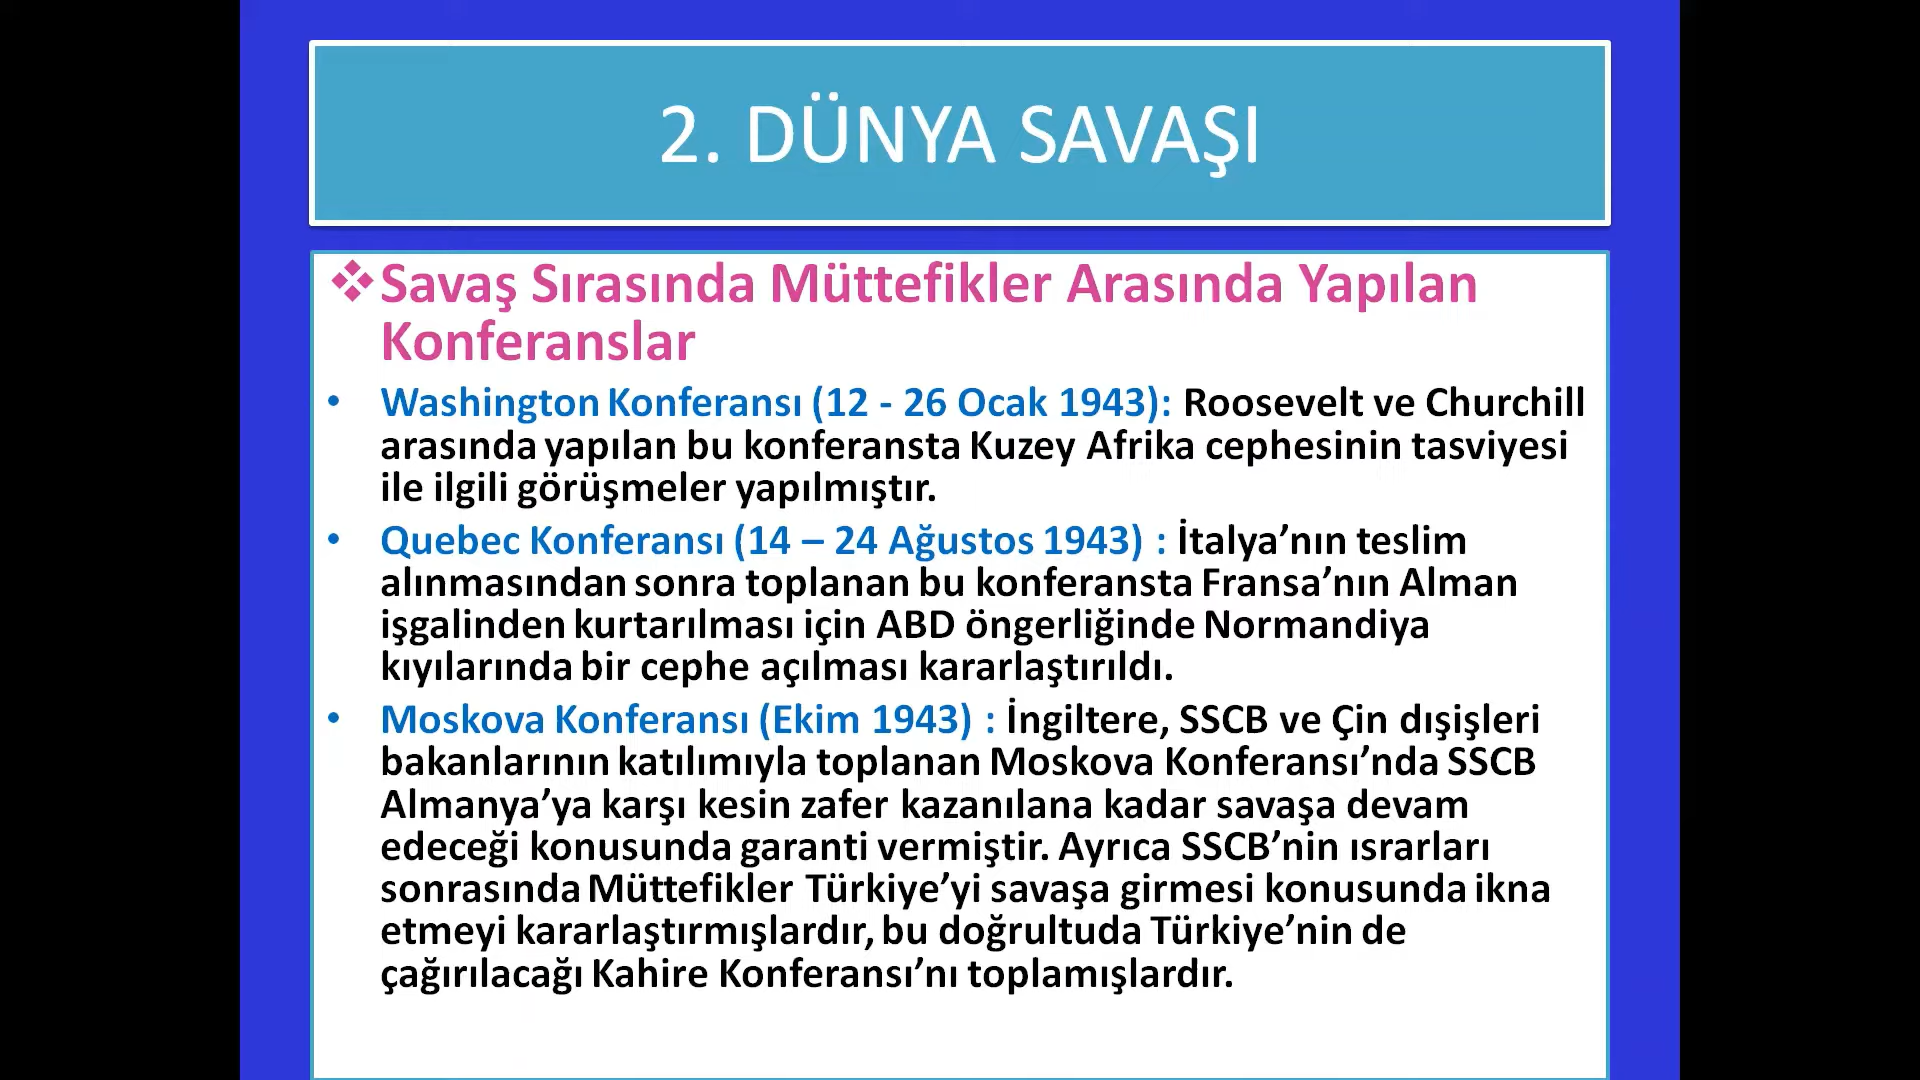 2. DÜNYA SAVAŞI
❖Savaş Sırasında Müttefikler Arasında Yapılan
Konferanslar
• Washington Konferansı (12 - 26 Ocak 1943): Roosevelt ve Churchill
arasında yapılan bu konferansta Kuzey Afrika cephesinin tasviyesi
ile ilgili görüşmeler yapılmıştır.
• Quebec Konferansı (14 – 24 Ağustos 1943) : İtalya’nın teslim
alınmasından sonra toplanan bu konferansta Fransa’nın Alman
işgalinden kurtarılması için ABD öngerliğinde Normandiya
kıyılarında bir cephe açılması kararlaştırıldı.
• Moskova Konferansı (Ekim 1943) : İngiltere, SSCB ve Çin dışişleri
bakanlarının katılımıyla toplanan Moskova Konferansı’nda SSCB
Almanya’ya karşı kesin zafer kazanılana kadar savaşa devam
edeceği konusunda garanti vermiştir. Ayrıca SSCB’nin ısrarları
sonrasında Müttefikler Türkiye’yi savaşa girmesi konusunda ikna
etmeyi kararlaştırmışlardır, bu doğrultuda Türkiye’nin de
çağırılacağı Kahire Konferansı’nı toplamışlardır.